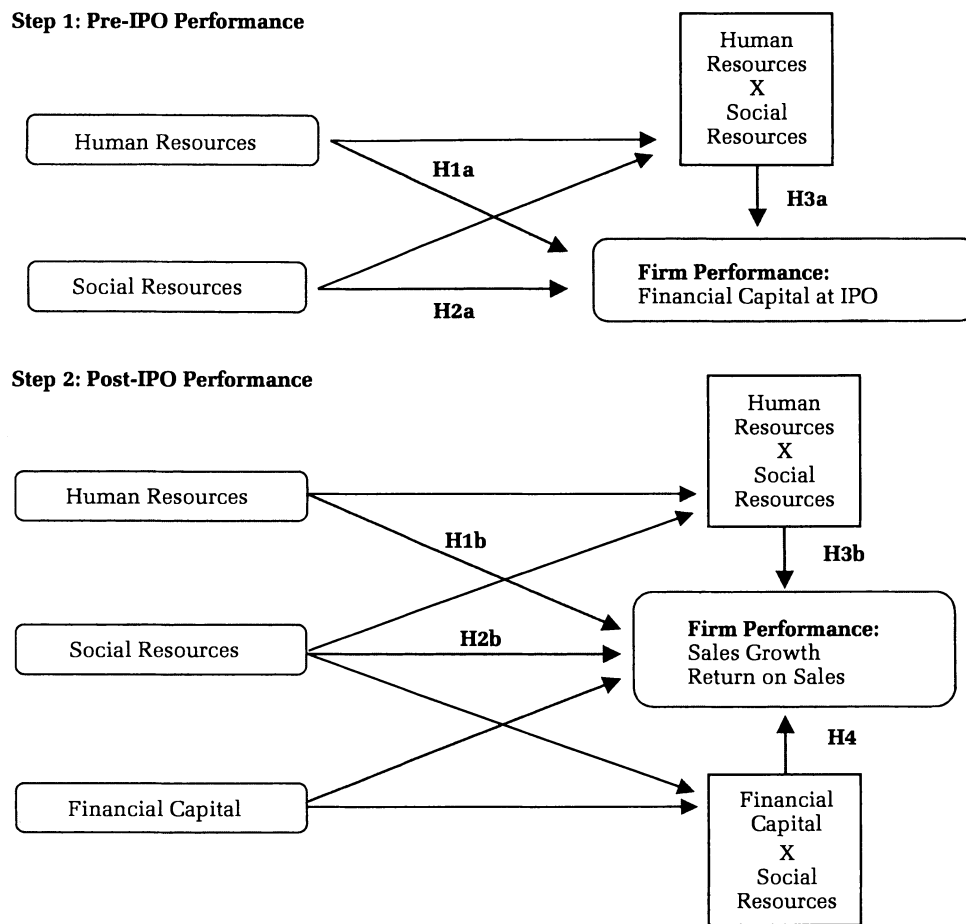 Step 1: Pre-IPO Performance
Human
Resources
X
Social
Resources
Human Resources
H1a
H3a
Social Resources
H2a
Firm Performance:
Financial Capital at IPO
Step 2: Post-IPO Performance
Human
Resources
X
Social
Resources
Human Resources
H1b
H3b
Social Resources
H2b
Firm Performance:
Sales Growth
Return on Sales
H4
Financial Capital
Financial
Capital
X
Social
Resources